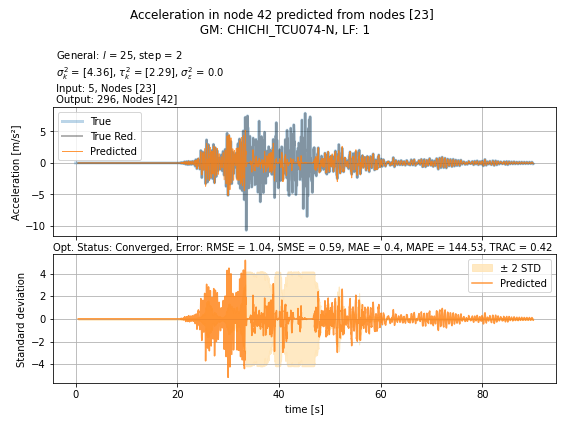 Acceleration in node 42 predicted from nodes [23]
GM: CHICHI_TCU074-N, LF: 1
General: l = 25, step = 2
σ²ₖ = [4.36], τ²ₖ = [2.29], σ²_ε = 0.0
Input: 5, Nodes [23]
Output: 296, Nodes [42]
Acceleration [m/s²]
5
0
−5
−10
True
True Red.
Predicted
Opt. Status: Converged, Error: RMSE = 1.04, SMSE = 0.59, MAE = 0.4, MAPE = 144.53, TRAC = 0.42
Standard deviation
4
2
0
−2
−4
± 2 STD
Predicted
0 20 40 60 80
time [s]